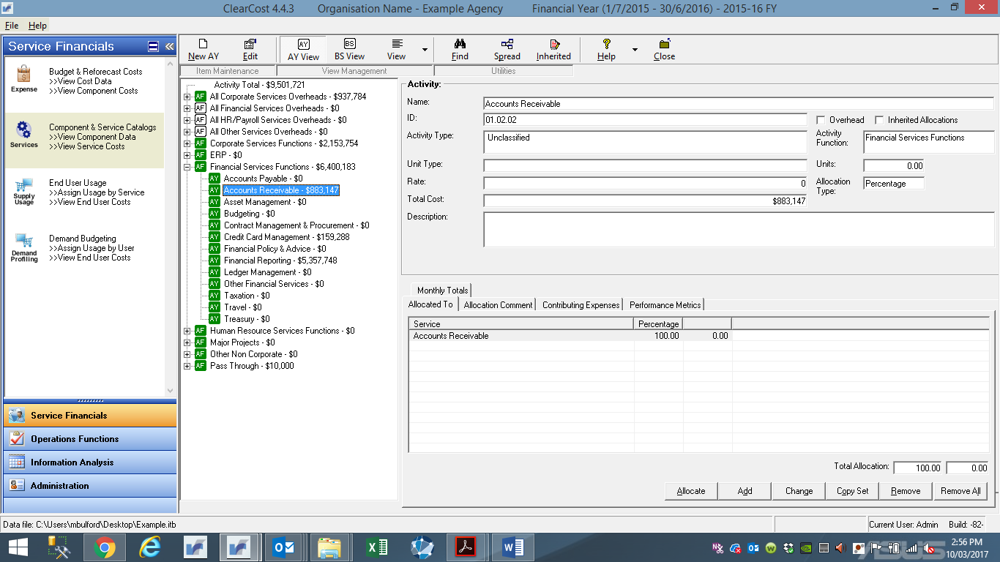 ClearCost 4.4.3 Organisation Name - Example Agency Financial Year (1/7/2015 - 30/6/2016) - 2015-16 FY
File Help
Service Financials
Expense
Budget & Reforecast Costs
>>View Cost Data
>>View Component Costs
Services
Component & Service Catalogs
>>View Component Data
>>View Service Costs
Supply
Usage
End User Usage
>>Assign Usage by Service
>>View End User Costs
Demand
Profiling
Demand Budgeting
>>Assign Usage by User
>>View End User Costs
Service Financials
Operations Functions
Information Analysis
Administration
New AY Edit AY AY View BS BS View View Find Spread Inherited Help Close
Item Maintenance View Management Utilities
Activity Total - $9,501,721
AF All Corporate Services Overheads - $937,784
AF All Financial Services Overheads - $0
AF All HR/Payroll Services Overheads - $0
AF All Other Services Overheads - $0
AF Corporate Services Functions - $2,153,754
AF ERP - $0
AF Financial Services Functions - $6,400,183
AY Accounts Payable - $0
AY Accounts Receivable - $883,147
AY Asset Management - $0
AY Budgeting - $0
AY Contract Management & Procurement - $0
AY Credit Card Management - $159,288
AY Financial Policy & Advice - $0
AY Financial Reporting - $5,357,748
AY Ledger Management - $0
AY Other Financial Services - $0
AY Taxation - $0
AY Travel - $0
AY Treasury - $0
AF Human Resource Services Functions - $0
AF Major Projects - $0
AF Other Non Corporate - $0
AF Pass Through - $10,000
Activity:
Name: Accounts Receivable
ID: 01.02.02 Overhead Inherited Allocations
Activity Type: Unclassified Activity Function: Financial Services Functions
Unit Type: Units: 0.00
Rate: 0 Allocation Type: Percentage
Total Cost: $883,147
Description:
Monthly Totals
Allocated To Allocation Comment Contributing Expenses Performance Metrics
Service Percentage
Accounts Receivable 100.00 0.00
Total Allocation: 100.00 0.00
Allocate Add Change Copy Set Remove Remove All
Data file: C:\Users\mbulford\Desktop\Example.itb Current User: Admin Build: -82-
2:56 PM
10/03/2017
ASUS